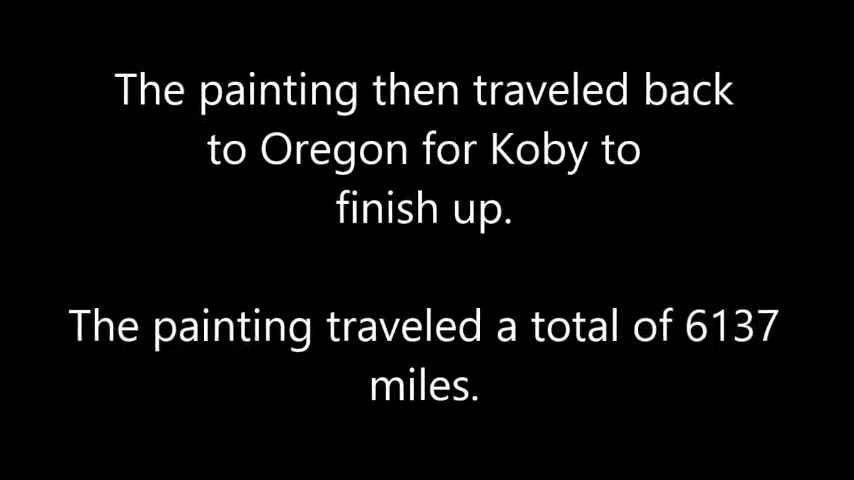 The painting then traveled back
to Oregon for Koby to
finish up.
The painting traveled a total of 6137
miles.